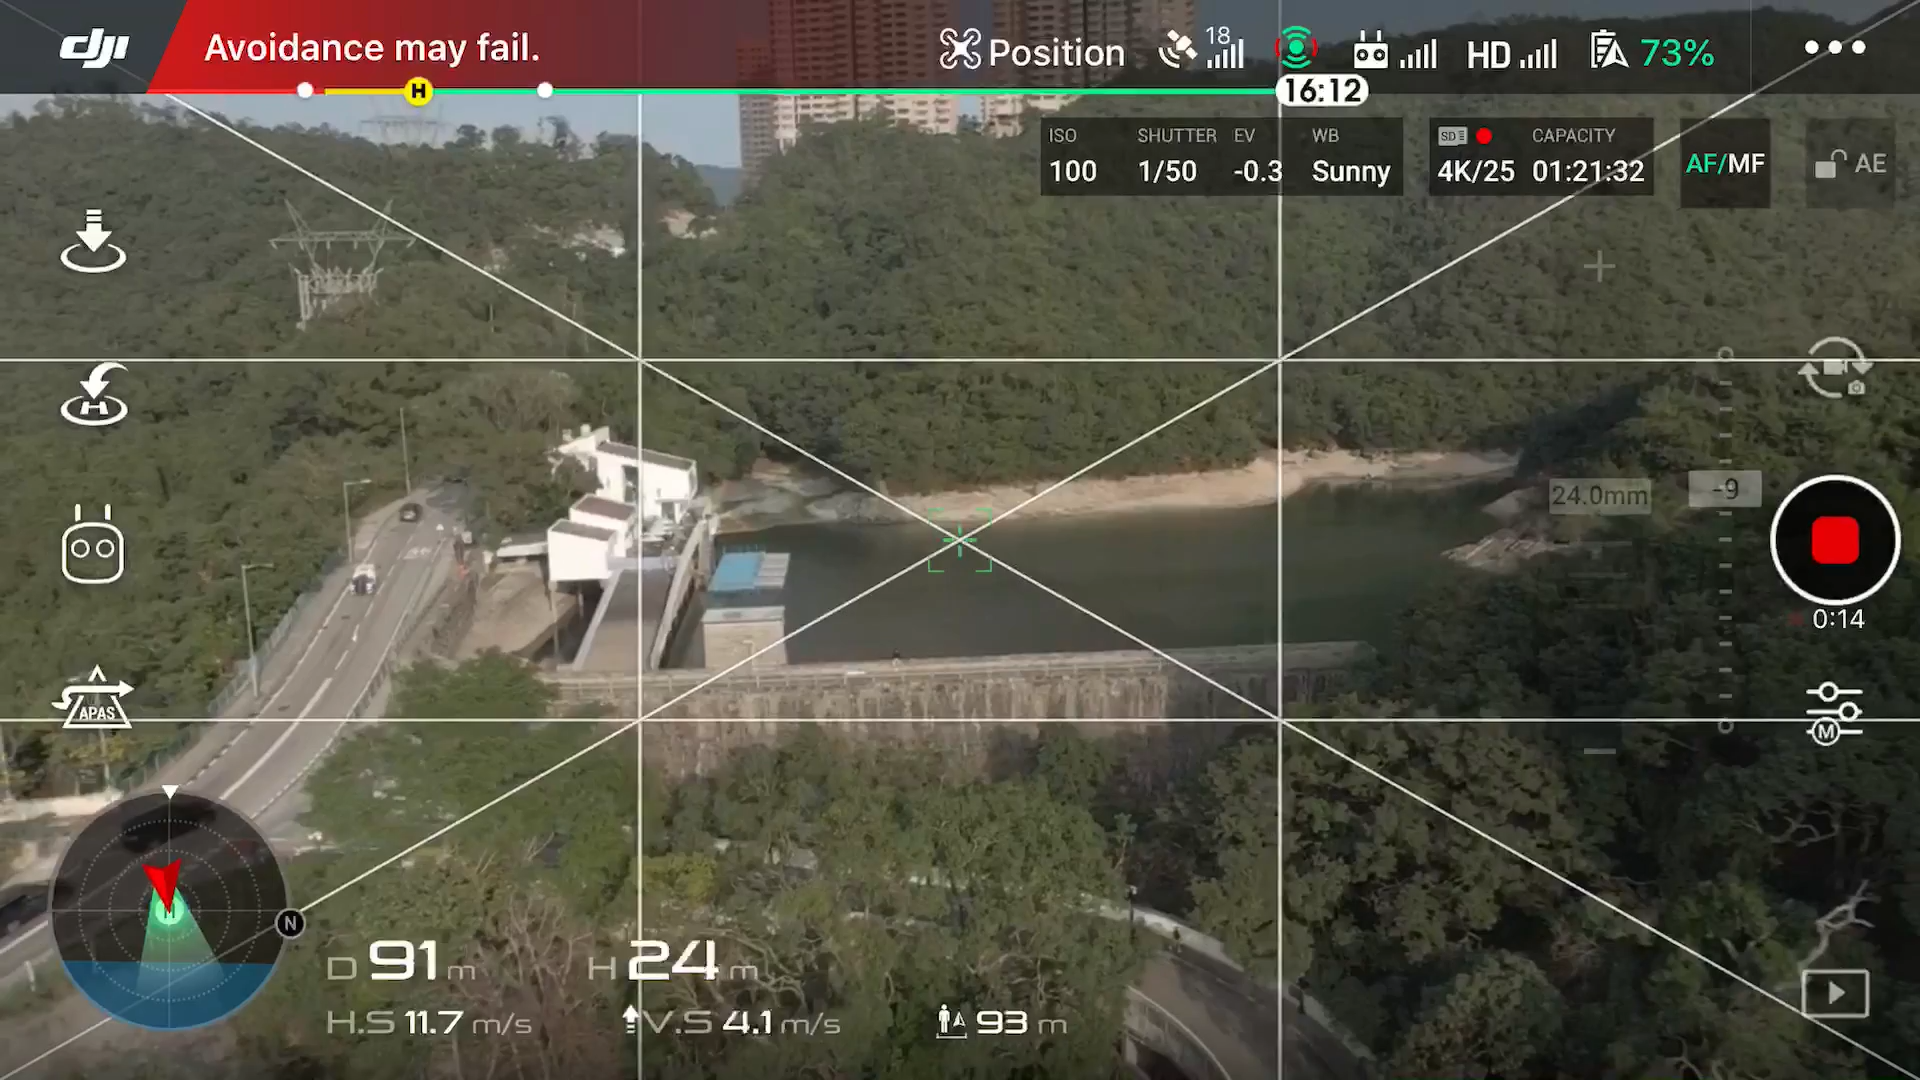 dji
Avoidance may fail.
Position
18
HD
73%
H
16:12
ISO
100
SHUTTER
1/50
EV
-0.3
WB
Sunny
SD
4K/25
CAPACITY
01:21:32
AF/MF
AE
H
24.0mm
-9
0:14
APAS
M
N
H
D 91 m
H 24 m
H.S 11.7 m/s
V.S 4.1 m/s
93 m